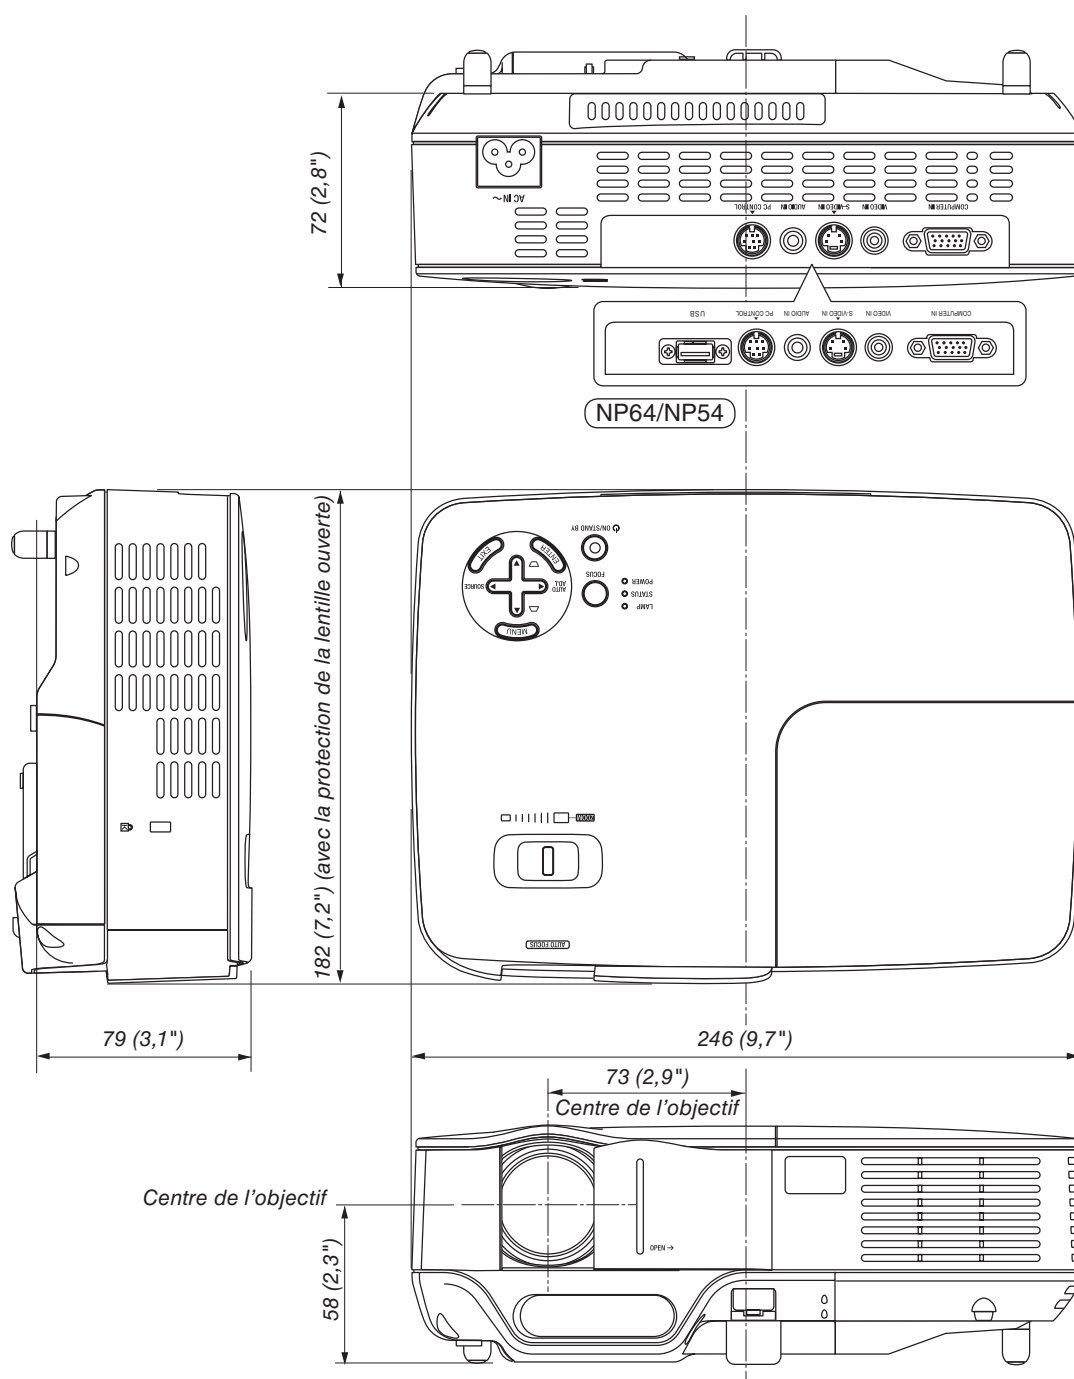 72 (2,8")
AC IN ~
PC CONTROL
AUDIO IN
S-VIDEO IN
VIDEO IN
COMPUTER IN
USB
PC CONTROL
AUDIO IN
S-VIDEO IN
VIDEO IN
COMPUTER IN
NP64/NP54
182 (7,2") (avec la protection de la lentille ouverte)
ON/STAND BY
EXIT
ENTER
SOURCE
AUTO ADJ.
MENU
FOCUS
POWER
STATUS
LAMP
ZOOM
AUTO FOCUS
79 (3,1")
246 (9,7")
73 (2,9")
Centre de l'objectif
Centre de l'objectif
OPEN →
58 (2,3")